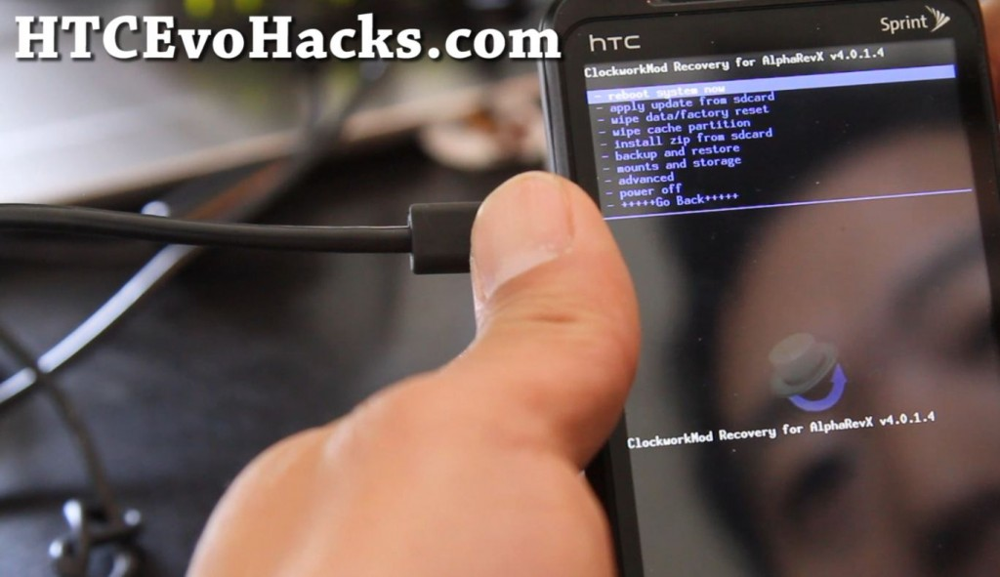 HTCEvoHacks.com
hTC
Sprint
ClockworkMod Recovery for AlphaRevX v4.0.1.4
- reboot system now
- apply update from sdcard
- wipe data/factory reset
- wipe cache partition
- install zip from sdcard
- backup and restore
- mounts and storage
- advanced
- power off
- +++++Go Back+++++
ClockworkMod Recovery for AlphaRevX v4.0.1.4